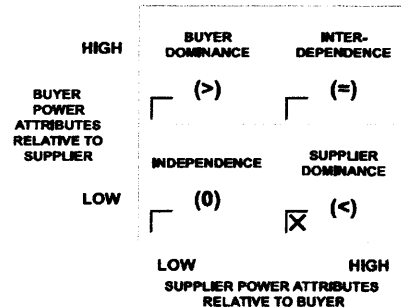 HIGH
BUYER
DOMINANCE
(>)
INTER-
DEPENDENCE
(=)
BUYER
POWER
ATTRIBUTES
RELATIVE TO
SUPPLIER
INDEPENDENCE
(0)
SUPPLIER
DOMINANCE
(<)
LOW
LOW
HIGH
SUPPLIER POWER ATTRIBUTES
RELATIVE TO BUYER